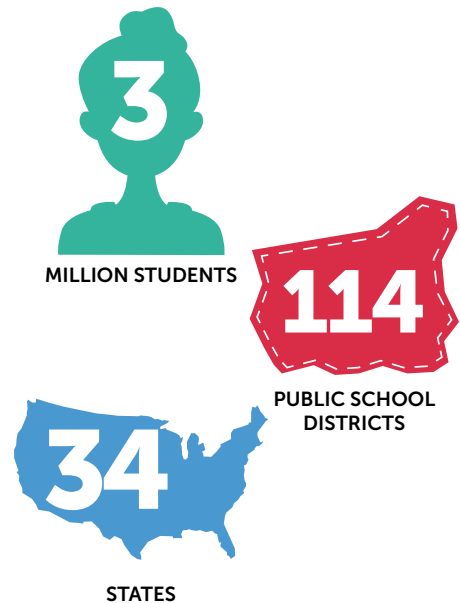 3
MILLION STUDENTS
114
PUBLIC SCHOOL
DISTRICTS
34
STATES